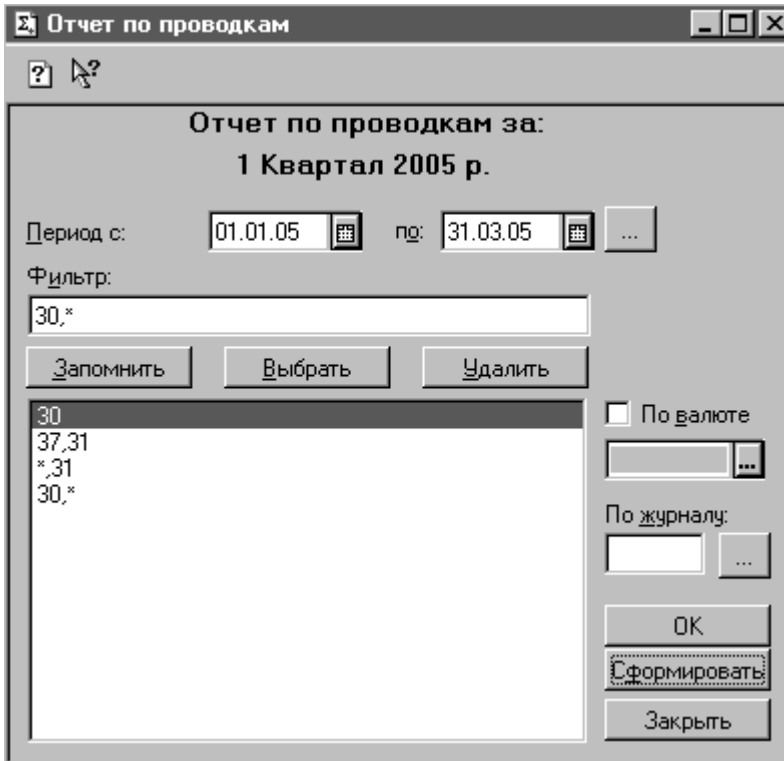 Отчет по проводкам
Отчет по проводкам за:
1 Квартал 2005 р.
Период с: 01.01.05 по: 31.03.05 ...
Фильтр:
30,*
Запомнить Выбрать Удалить
30
37,31
*,31
30,*
По валюте
...
По журналу:
...
OK
Сформировать
Закрыть